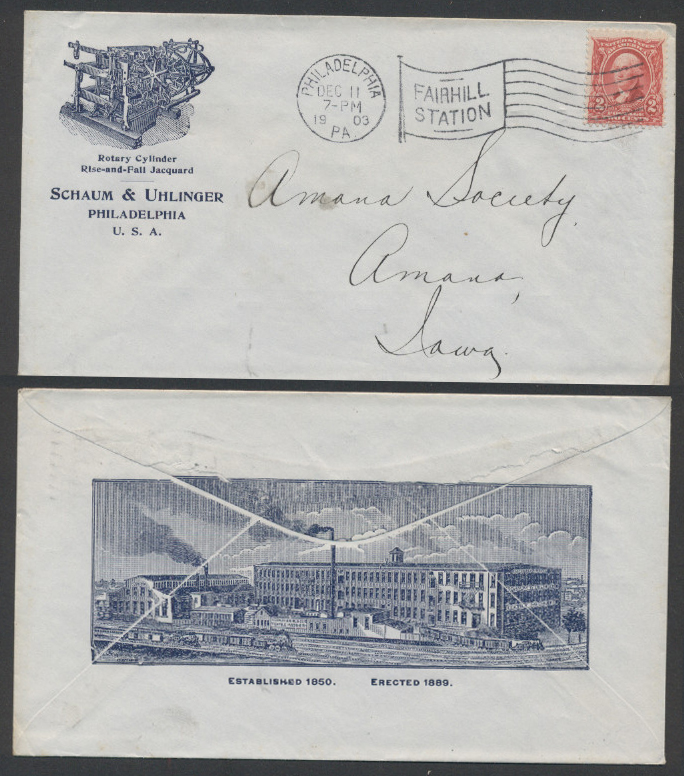 Rotary Cylinder
Rise-and-Fall Jacquard
SCHAUM & UHLINGER
PHILADELPHIA
U. S. A.
PHILADELPHIA
DEC 11
7-PM
19 03
PA.
FAIRHILL
STATION
2 2
Amana Society,
Amana,
Iowa.
ESTABLISHED 1850. ERECTED 1889.